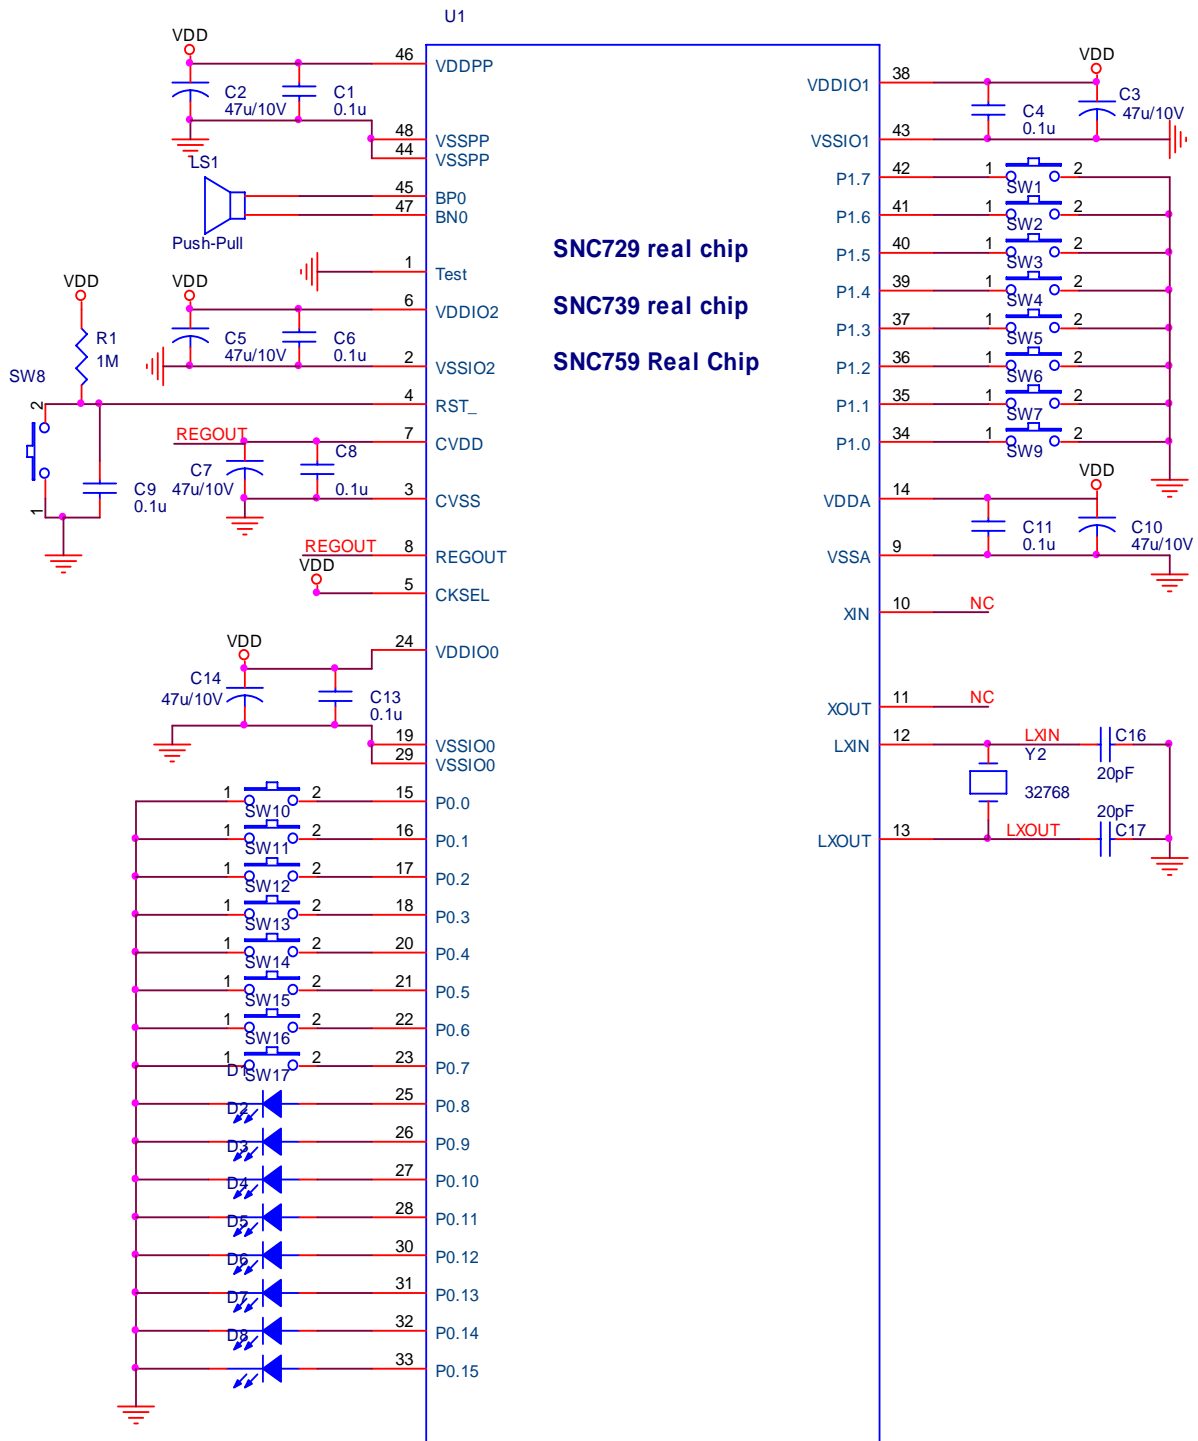 U1
VDD
46
VDDPP
C2
47u/10V
C1
0.1u
48
VSSPP
44
VSSPP
LS1
45
BP0
47
BN0
Push-Pull
1
Test
VDD
VDD
6
VDDIO2
R1
1M
C5
47u/10V
C6
0.1u
2
VSSIO2
SW8
2
1
4
RST_
REGOUT
7
CVDD
C7
47u/10V
C8
0.1u
C9
0.1u
3
CVSS
REGOUT
8
REGOUT
VDD
5
CKSEL
VDD
24
VDDIO0
C14
47u/10V
C13
0.1u
19
VSSIO0
29
VSSIO0
1
SW10
2
15
P0.0
1
SW11
2
16
P0.1
1
SW12
2
17
P0.2
1
SW13
2
18
P0.3
1
SW14
2
20
P0.4
1
SW15
2
21
P0.5
1
SW16
2
22
P0.6
1
SW17
2
23
P0.7
D1
25
P0.8
D2
26
P0.9
D3
27
P0.10
D4
28
P0.11
D5
30
P0.12
D6
31
P0.13
D7
32
P0.14
D8
33
P0.15
SNC729 real chip
SNC739 real chip
SNC759 Real Chip
VDD
VDDIO1
38
C4
0.1u
C3
47u/10V
VSSIO1
43
P1.7
42
1
SW1
2
P1.6
41
1
SW2
2
P1.5
40
1
SW3
2
P1.4
39
1
SW4
2
P1.3
37
1
SW5
2
P1.2
36
1
SW6
2
P1.1
35
1
SW7
2
P1.0
34
1
SW9
2
VDD
VDDA
14
C11
0.1u
C10
47u/10V
VSSA
9
XIN
10
NC
XOUT
11
NC
LXIN
12
LXIN
C16
Y2
20pF
32768
20pF
LXOUT
13
LXOUT
C17